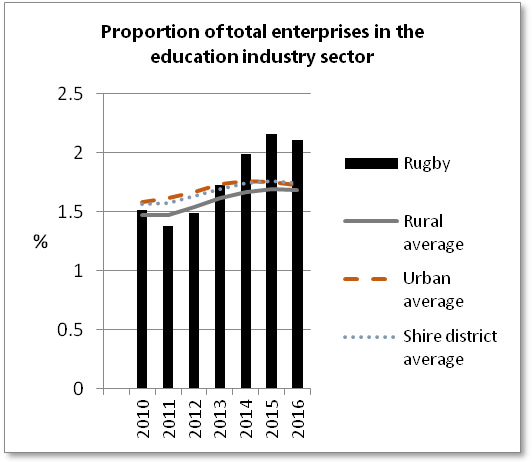 Proportion of total enterprises in the
education industry sector
2.5
2
1.5
1
0.5
0
%
2010
2011
2012
2013
2014
2015
2016
Rugby
Rural
average
Urban
average
Shire district
average